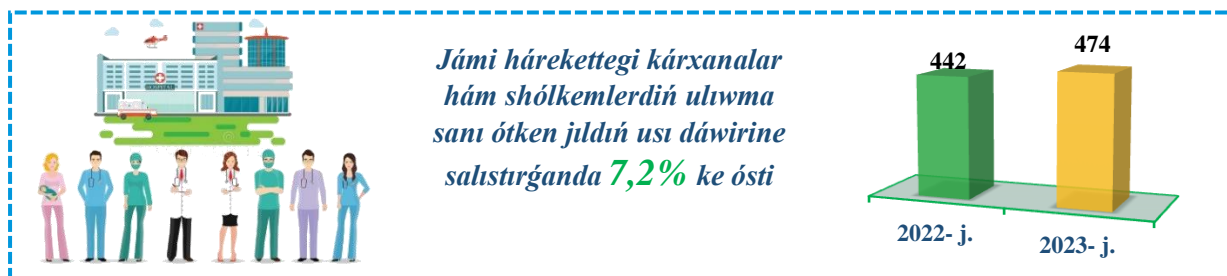 HOSPITAL
Jámi hárekettegi kárxanalar
hám shólkemlerdiń ulıwma
sanı ótken jıldıń usı dáwirine
salıstırǵanda 7,2% ke ósti
442
474
2022- j.
2023- j.